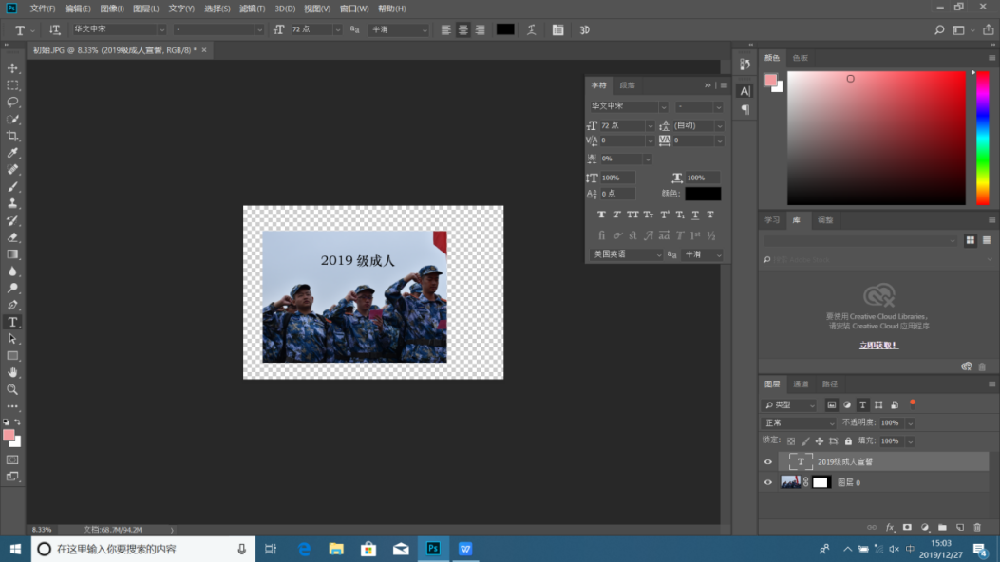 Ps 文件(F) 编辑(E) 图像(I) 图层(L) 文字(Y) 选择(S) 滤镜(T) 3D(D) 视图(V) 窗口(W) 帮助(H)
T 华文中宋 - 72 点 aa 平滑 3D
初始.JPG @ 8.33% (2019级成人宣誓, RGB/8) * ×
颜色 色板
字符 段落
华文中宋 -
72 点 (自动)
V/A 0 VA 0
0%
100% 100%
0 点 颜色:
美国英语 aa 平滑
2019 级成人
学习 库 调整
要使用 Creative Cloud Libraries,
请安装 Creative Cloud 应用程序
立即获取!
图层 通道 路径
类型
正常 不透明度: 100%
锁定: 填充: 100%
T 2019级成人宣誓
图层 0
fx
8.33% 文档:68.7M/94.2M
在这里输入你要搜索的内容
Ps W 中
15:03
2019/12/27
4